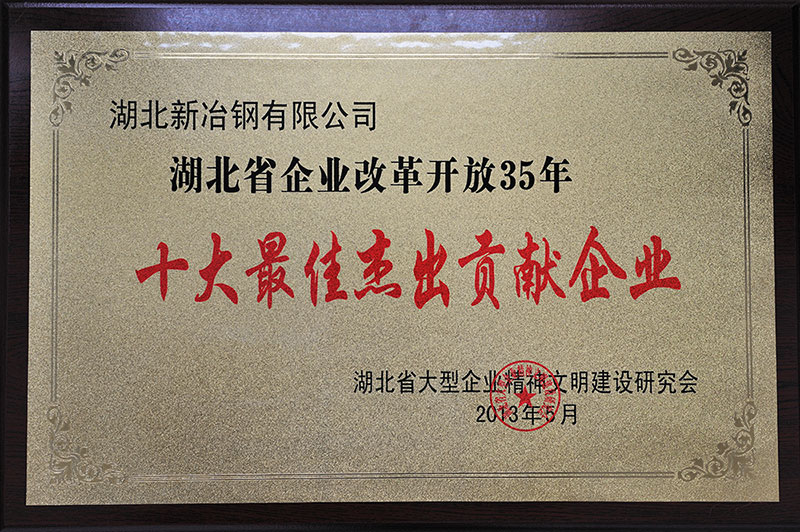 湖北新冶钢有限公司
湖北省企业改革开放35年
十大最佳杰出贡献企业
湖北省大型企业精神文明建设研究会
2013年5月